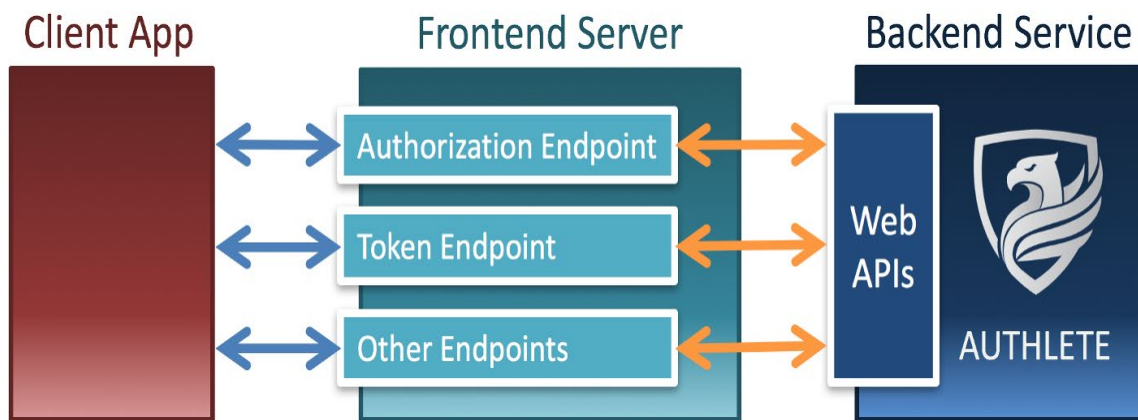 Client App
Frontend Server
Backend Service
Authorization Endpoint
Token Endpoint
Other Endpoints
Web
APIs
AUTHLETE